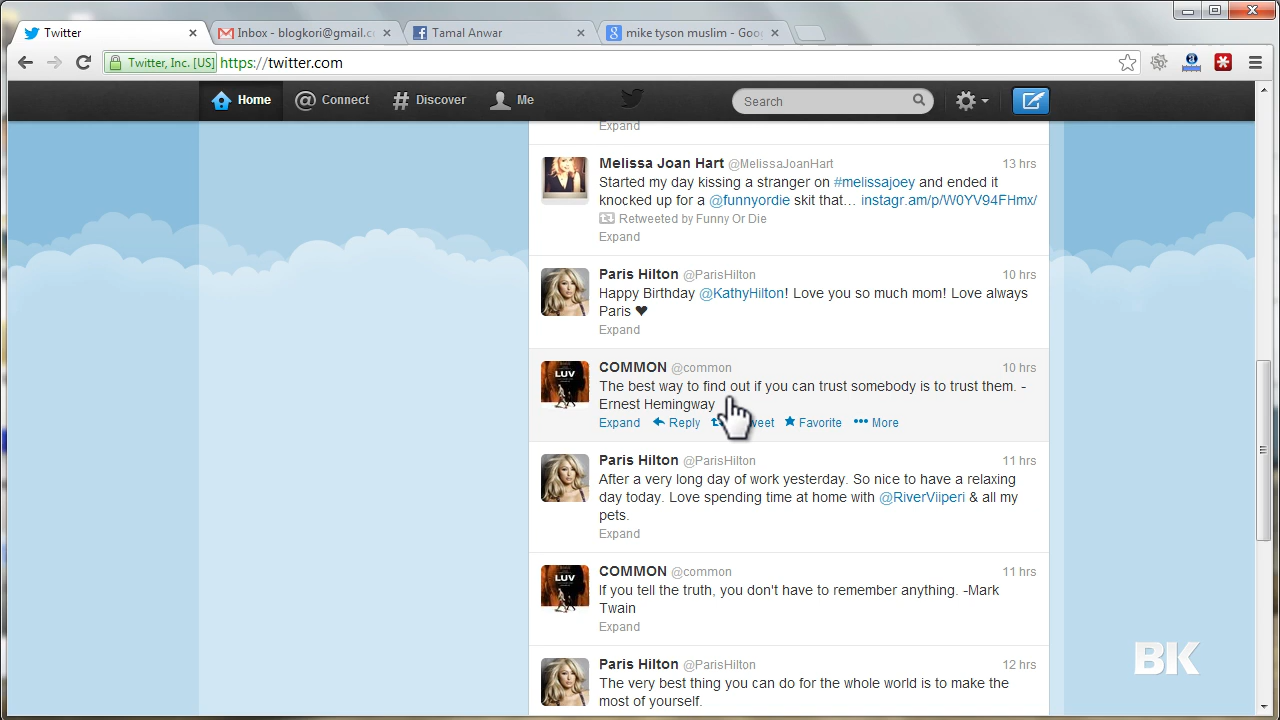 Twitter
Inbox - blogkori@gmail.c
Tamal Anwar
mike tyson muslim - Goo
Twitter, Inc. [US]
https://twitter.com
Home
Connect
Discover
Me
Search
Expand
Melissa Joan Hart @MelissaJoanHart 13 hrs
Started my day kissing a stranger on #melissajoey and ended it
knocked up for a @funnyordie skit that… instagr.am/p/W0YV94FHmx/
Retweeted by Funny Or Die
Expand
Paris Hilton @ParisHilton 10 hrs
Happy Birthday @KathyHilton! Love you so much mom! Love always
Paris ♥
Expand
COMMON @common 10 hrs
LUV
The best way to find out if you can trust somebody is to trust them. -
Ernest Hemingway
Expand Reply weet Favorite More
Paris Hilton @ParisHilton 11 hrs
After a very long day of work yesterday. So nice to have a relaxing
day today. Love spending time at home with @RiverViiperi & all my
pets.
Expand
COMMON @common 11 hrs
LUV
If you tell the truth, you don't have to remember anything. -Mark
Twain
Expand
Paris Hilton @ParisHilton 12 hrs
The very best thing you can do for the whole world is to make the
most of yourself.
BK